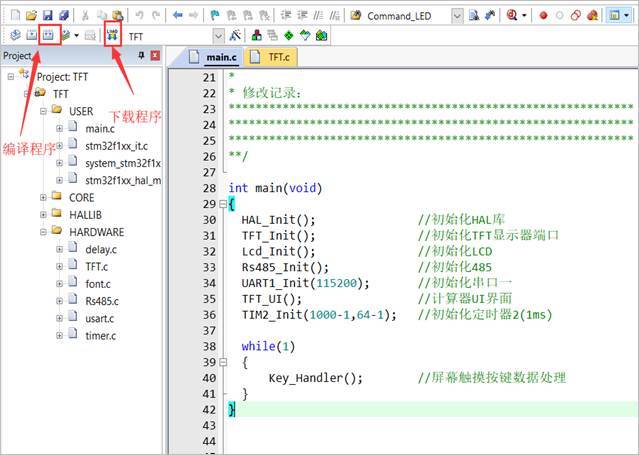 Command_LED
LOAD
TFT
Project
main.c
TFT.c
Project: TFT
TFT
USER
main.c
stm32f1xx_it.c
system_stm32f1x
stm32f1xx_hal_m
CORE
HALLIB
HARDWARE
delay.c
TFT.c
font.c
Rs485.c
usart.c
timer.c
编译程序
下载程序
21 *
22 * 修改记录：
23 *************************************************************
24 *************************************************************
25 *************************************************************
26 **/
27
28 int main(void)
29 {
30 HAL_Init(); //初始化HAL库
31 TFT_Init(); //初始化TFT显示器端口
32 Lcd_Init(); //初始化LCD
33 Rs485_Init(); //初始化485
34 UART1_Init(115200); //初始化串口一
35 TFT_UI(); //计算器UI界面
36 TIM2_Init(1000-1,64-1); //初始化定时器2(1ms)
37
38 while(1)
39 {
40 Key_Handler(); //屏幕触摸按键数据处理
41 }
42 }
43
44